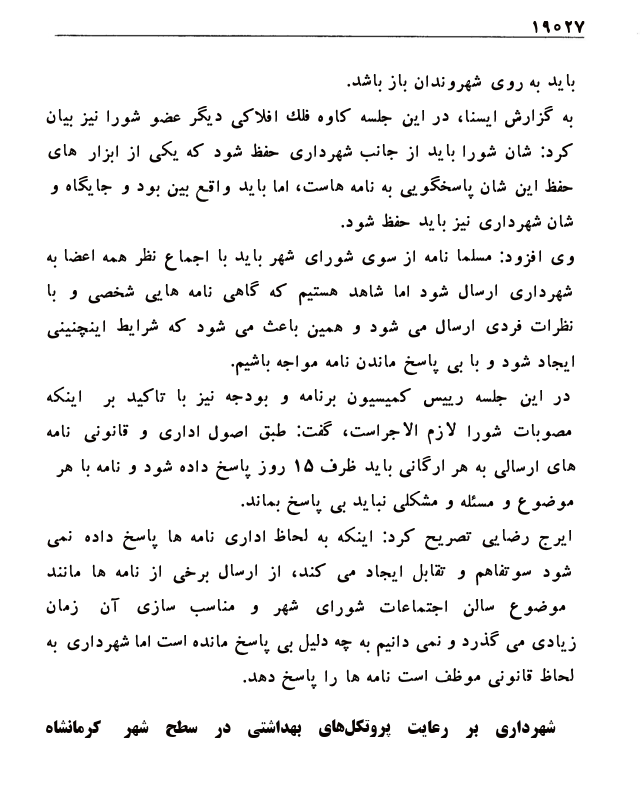 ۱۹۵۲۷
باید به روی شهروندان باز باشد.
به گزارش ایسنا، در این جلسه کاوه فلك افلاکی دیگر عضو شورا نیز بیان
کرد: شان شورا باید از جانب شهرداری حفظ شود که یکی از ابزار های
حفظ این شان پاسخگویی به نامه هاست، اما باید واقع بین بود و جایگاه و
شان شهرداری نیز باید حفظ شود.
وی افزود: مسلما نامه از سوی شورای شهر باید با اجماع نظر همه اعضا به
شهرداری ارسال شود اما شاهد هستیم که گاهی نامه هایی شخصی و با
نظرات فردی ارسال می شود و همین باعث می شود که شرایط اینچنینی
ایجاد شود و با بی پاسخ ماندن نامه مواجه باشیم.
در این جلسه رییس کمیسیون برنامه و بودجه نیز با تاکید بر اینکه
مصوبات شورا لازم الاجراست، گفت: طبق اصول اداری و قانونی نامه
های ارسالی به هر ارگانی باید ظرف ۱۵ روز پاسخ داده شود و نامه با هر
موضوع و مسئله و مشکلی نباید بی پاسخ بماند.
ایرج رضایی تصریح کرد: اینکه به لحاظ اداری نامه ها پاسخ داده نمی
شود سوتفاهم و تقابل ایجاد می کند، از ارسال برخی از نامه ها مانند
موضوع سالن اجتماعات شورای شهر و مناسب سازی آن زمان
زیادی می گذرد و نمی دانیم به چه دلیل بی پاسخ مانده است اما شهرداری به
لحاظ قانونی موظف است نامه ها را پاسخ دهد.
شهرداری بر رعایت پروتکل‌های بهداشتی در سطح شهر کرمانشاه